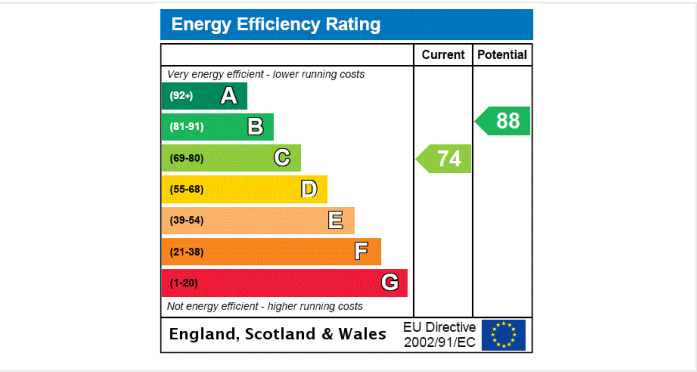 Energy Efficiency Rating
Current Potential
Very energy efficient - lower running costs
(92+) A
(81-91) B
88
(69-80) C
74
(55-68) D
(39-54) E
(21-38) F
(1-20) G
Not energy efficient - higher running costs
England, Scotland & Wales
EU Directive
2002/91/EC